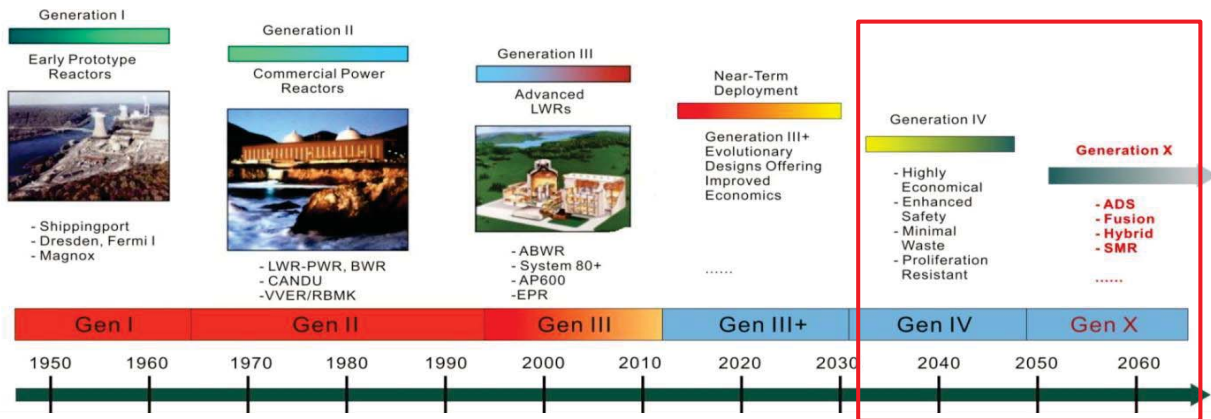 Generation I
Early Prototype
Reactors
- Shippingport
- Dresden, Fermi I
- Magnox
Generation II
Commercial Power
Reactors
- LWR-PWR, BWR
- CANDU
- VVER/RBMK
Generation III
Advanced
LWRs
- ABWR
- System 80+
- AP600
- EPR
Near-Term
Deployment
Generation III+
Evolutionary
Designs Offering
Improved
Economics
......
Generation IV
- Highly
Economical
- Enhanced
Safety
- Minimal
Waste
- Proliferation
Resistant
Generation X
- ADS
- Fusion
- Hybrid
- SMR
......
Gen I
Gen II
Gen III
Gen III+
Gen IV
Gen X
1950
1960
1970
1980
1990
2000
2010
2020
2030
2040
2050
2060